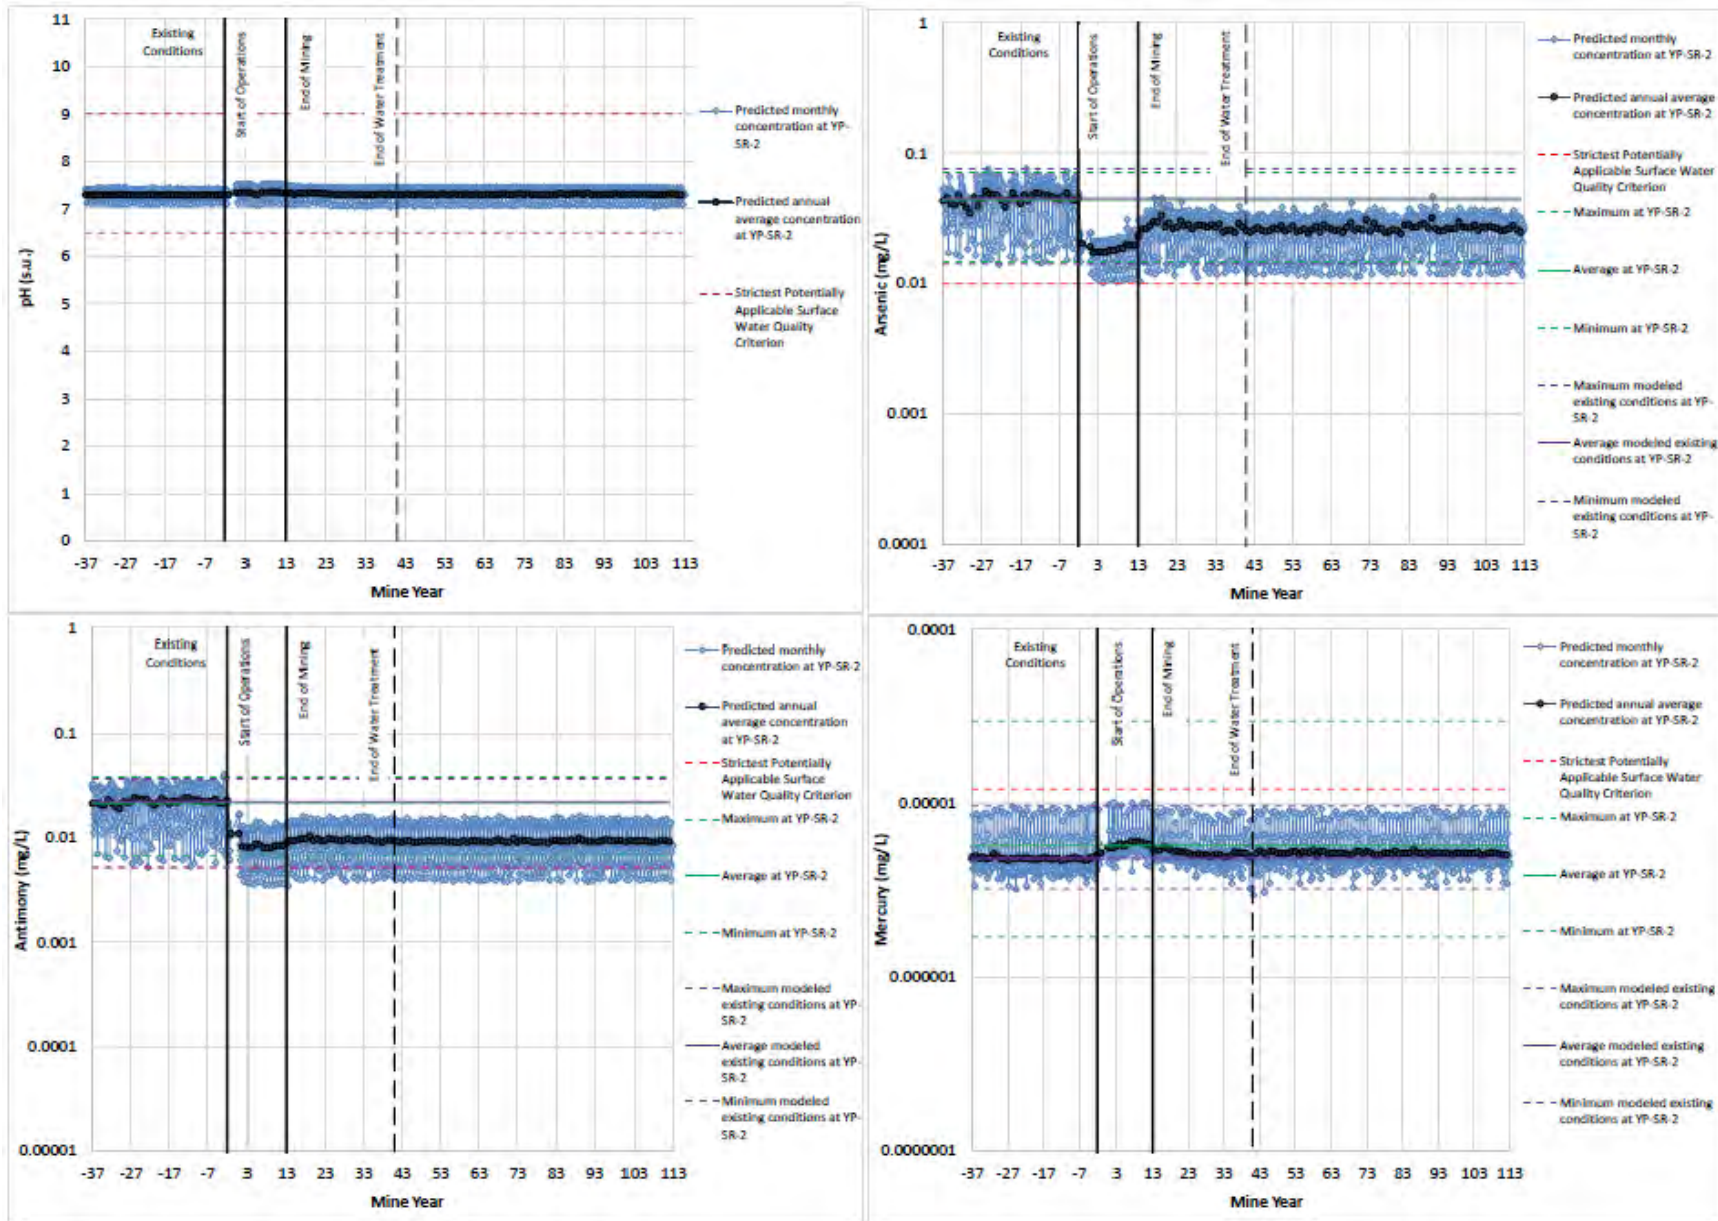 11
10
9
8
7
6
5
4
3
2
1
0
pH (s.u.)
Existing
Conditions
Start of Operations
End of Mining
End of Water Treatment
-37 -27 -17 -7 3 13 23 33 43 53 63 73 83 93 103 113
Mine Year
Predicted monthly
concentration at YP-
SR-2
Predicted annual
average concentration
at YP-SR-2
Strictest Potentially
Applicable Surface
Water Quality
Criterion
1
0.1
0.01
0.001
0.0001
Arsenic (mg/L)
Existing
Conditions
Start of Operations
End of Mining
End of Water Treatment
-37 -27 -17 -7 3 13 23 33 43 53 63 73 83 93 103 113
Mine Year
Predicted monthly
concentration at YP-SR-2
Predicted annual average
concentration at YP-SR-2
Strictest Potentially
Applicable Surface Water
Quality Criterion
Maximum at YP-SR-2
Average at YP-SR-2
Minimum at YP-SR-2
Maximum modeled
existing conditions at YP-
SR-2
Average modeled existing
conditions at YP-SR-2
Minimum modeled
existing conditions at YP-
SR-2
1
0.1
0.01
0.001
0.0001
0.00001
Antimony (mg/L)
Existing
Conditions
Start of Operations
End of Mining
End of Water Treatment
-37 -27 -17 -7 3 13 23 33 43 53 63 73 83 93 103 113
Mine Year
Predicted monthly
concentration at YP-SR-2
Predicted annual
average concentration
at YP-SR-2
Strictest Potentially
Applicable Surface
Water Quality Criterion
Maximum at YP-SR-2
Average at YP-SR-2
Minimum at YP-SR-2
Maximum modeled
existing conditions at YP-
SR-2
Average modeled
existing conditions at YP-
SR-2
Minimum modeled
existing conditions at YP-
SR-2
0.0001
0.00001
0.000001
0.0000001
Mercury (mg/L)
Existing
Conditions
Start of Operations
End of Mining
End of Water Treatment
-37 -27 -17 -7 3 13 23 33 43 53 63 73 83 93 103 113
Mine Year
Predicted monthly
concentration at YP-SR-2
Predicted annual average
concentration at YP-SR-2
Strictest Potentially
Applicable Surface Water
Quality Criterion
Maximum at YP-SR-2
Average at YP-SR-2
Minimum at YP-SR-2
Maximum modeled existing
conditions at YP-SR-2
Average modeled existing
conditions at YP-SR-2
Minimum modeled existing
conditions at YP-SR-2